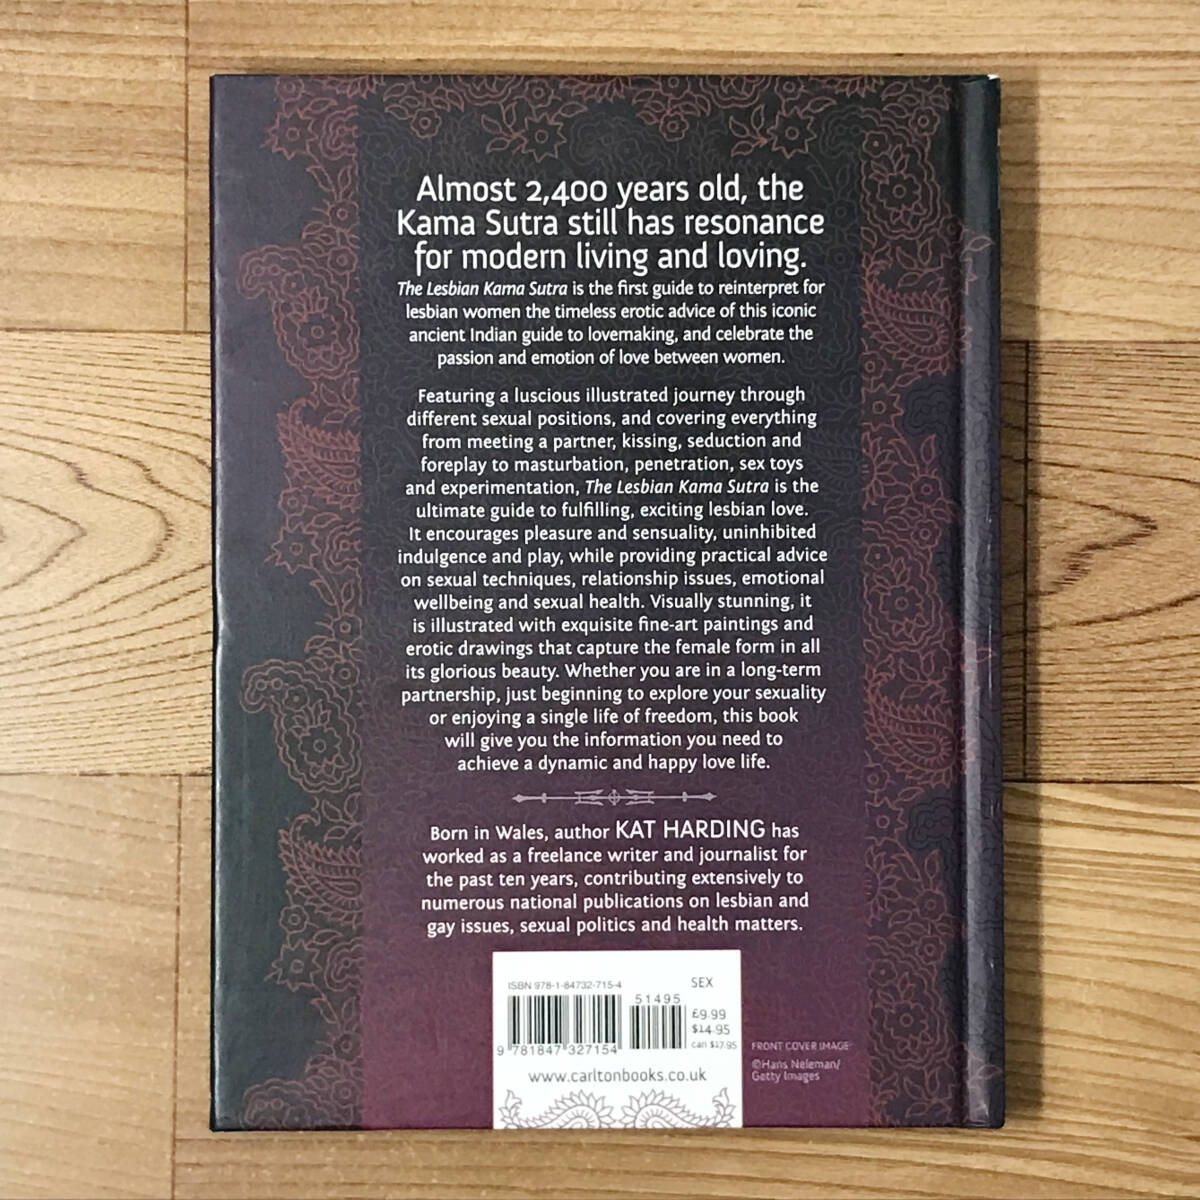 Almost 2,400 years old, the
Kama Sutra still has resonance
for modern living and loving.
The Lesbian Kama Sutra is the first guide to reinterpret for
lesbian women the timeless erotic advice of this iconic
ancient Indian guide to lovemaking, and celebrate the
passion and emotion of love between women.
Featuring a luscious illustrated journey through
different sexual positions, and covering everything
from meeting a partner, kissing, seduction and
foreplay to masturbation, penetration, sex toys
and experimentation, The Lesbian Kama Sutra is the
ultimate guide to fulfilling, exciting lesbian love.
It encourages pleasure and sensuality, uninhibited
indulgence and play, while providing practical advice
on sexual techniques, relationship issues, emotional
wellbeing and sexual health. Visually stunning, it
is illustrated with exquisite fine-art paintings and
erotic drawings that capture the female form in all
its glorious beauty. Whether you are in a long-term
partnership, just beginning to explore your sexuality
or enjoying a single life of freedom, this book
will give you the information you need to
achieve a dynamic and happy love life.
Born in Wales, author KAT HARDING has
worked as a freelance writer and journalist for
the past ten years, contributing extensively to
numerous national publications on lesbian and
gay issues, sexual politics and health matters.
ISBN 978-1-84732-715-4
SEX
51495
£9.99
$14.95
can $17.95
9 781847 327154
www.carltonbooks.co.uk
FRONT COVER IMAGE:
©Hans Neleman/
Getty Images